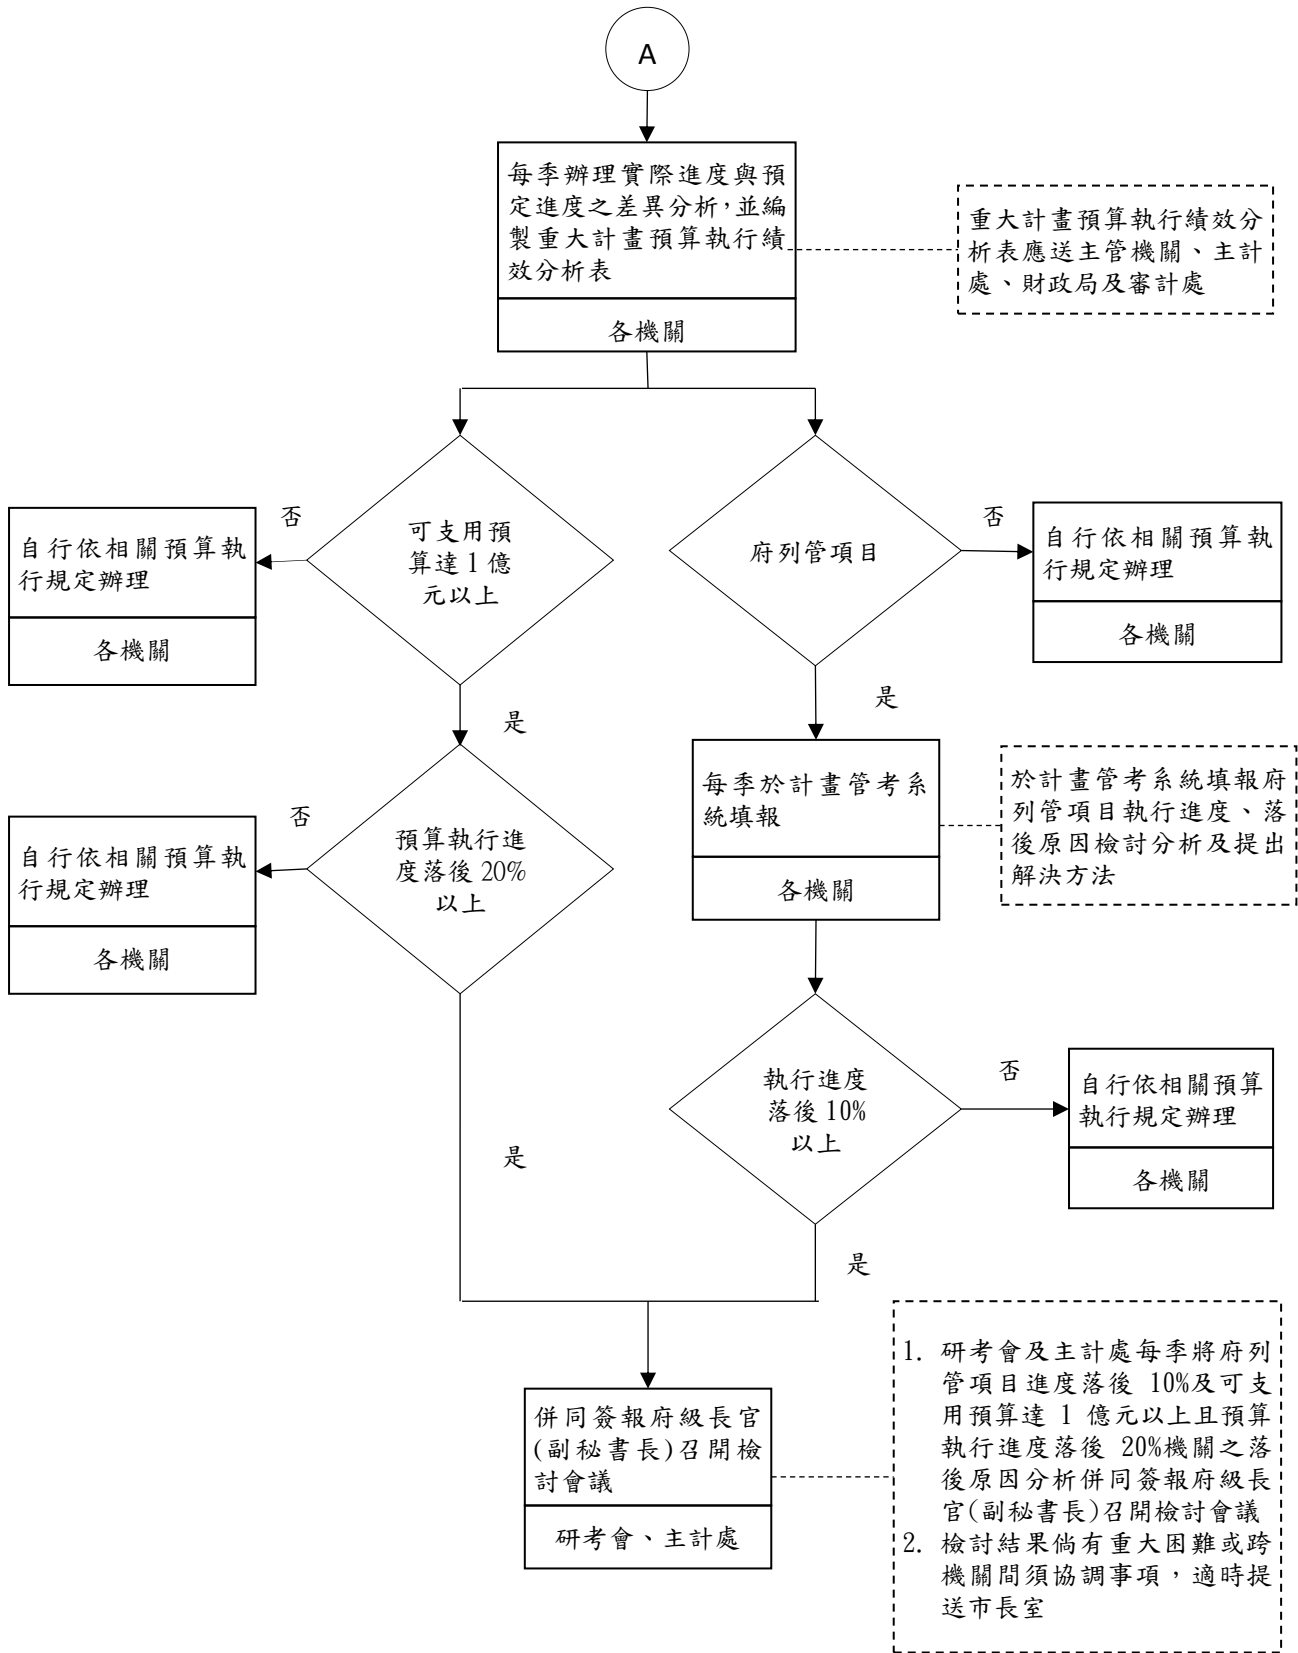 A
每季辦理實際進度與預
定進度之差異分析，並編
製重大計畫預算執行績
效分析表
各機關
重大計畫預算執行績效分
析表應送主管機關、主計
處、財政局及審計處
否
可支用預
算達1億
元以上
自行依相關預算執
行規定辦理
各機關
府列管項目
否
自行依相關預算執
行規定辦理
各機關
是
是
預算執行進
度落後20%
以上
否
自行依相關預算執
行規定辦理
各機關
每季於計畫管考系
統填報
各機關
於計畫管考系統填報府
列管項目執行進度、落
後原因檢討分析及提出
解決方法
執行進度
落後10%
以上
否
自行依相關預算
執行規定辦理
各機關
是
是
併同簽報府級長官
(副秘書長)召開檢
討會議
研考會、主計處
1. 研考會及主計處每季將府列
管項目進度落後 10%及可支
用預算達 1 億元以上且預算
執行進度落後 20%機關之落
後原因分析併同簽報府級長
官(副秘書長)召開檢討會議
2. 檢討結果倘有重大困難或跨
機關間須協調事項，適時提
送市長室